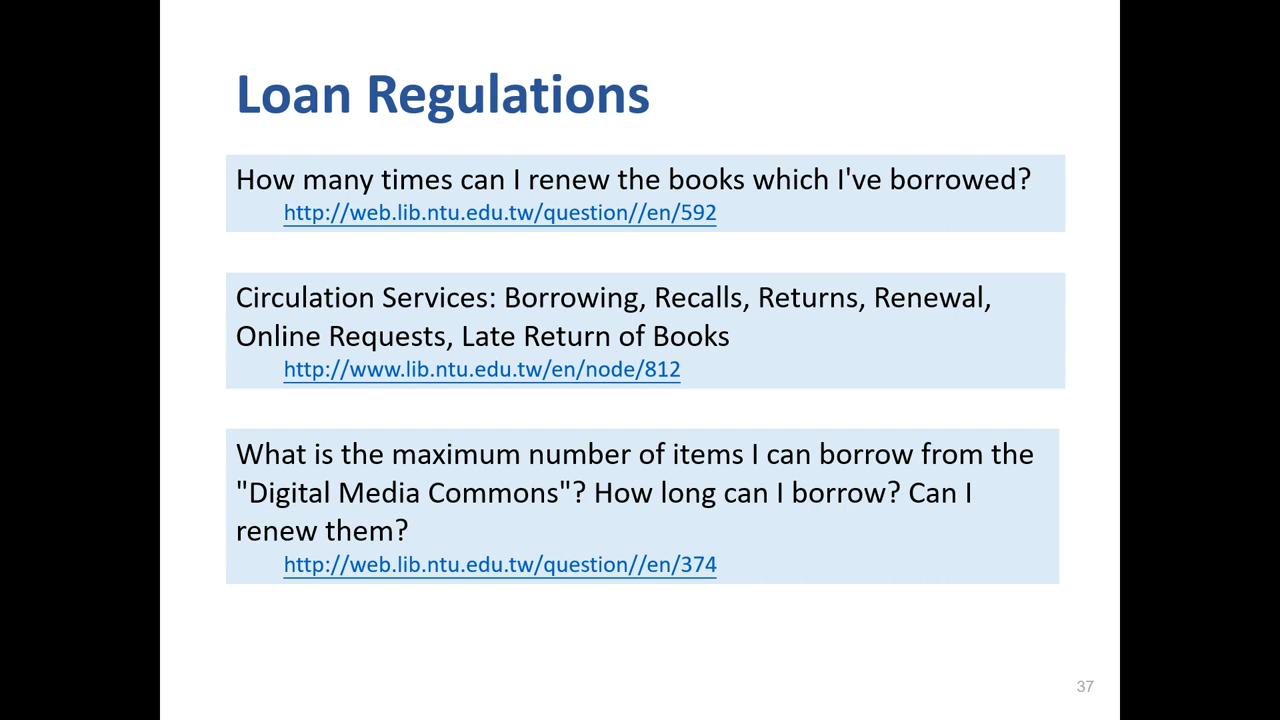 Loan Regulations
How many times can I renew the books which I've borrowed?
http://web.lib.ntu.edu.tw/question//en/592
Circulation Services: Borrowing, Recalls, Returns, Renewal,
Online Requests, Late Return of Books
http://www.lib.ntu.edu.tw/en/node/812
What is the maximum number of items I can borrow from the
"Digital Media Commons"? How long can I borrow? Can I
renew them?
http://web.lib.ntu.edu.tw/question//en/374
37